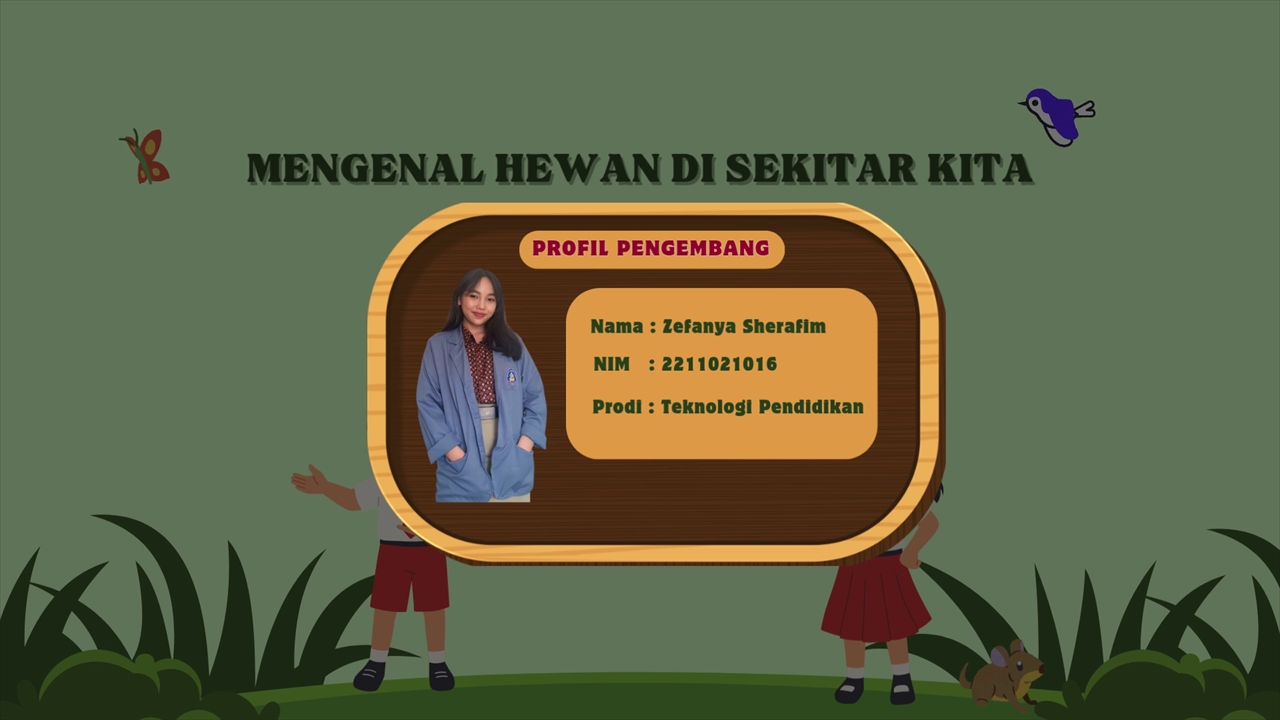 MENGENAL HEWAN DI SEKITAR KITA
PROFIL PENGEMBANG
Nama : Zefanya Sherafim
NIM : 2211021016
Prodi : Teknologi Pendidikan